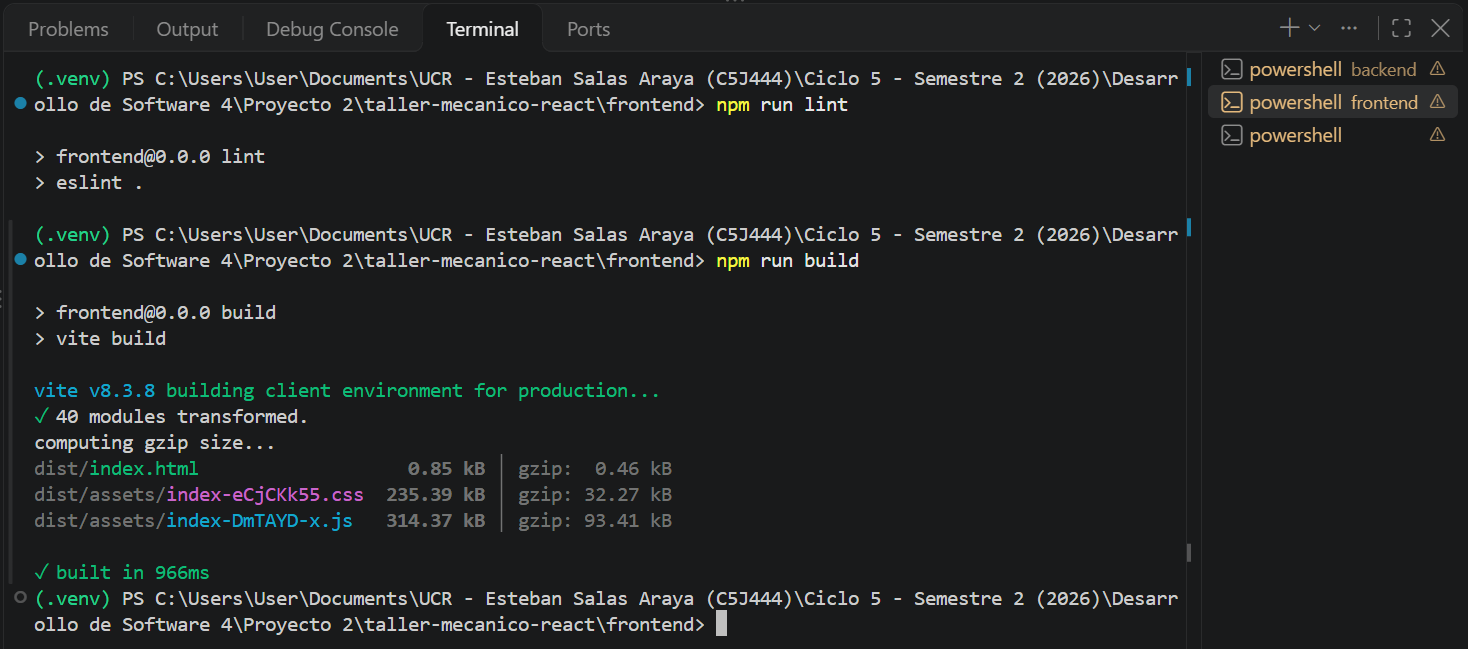 Problems Output Debug Console Terminal Ports
(.venv) PS C:\Users\User\Documents\UCR - Esteban Salas Araya (C5J444)\Ciclo 5 - Semestre 2 (2026)\Desarr
ollo de Software 4\Proyecto 2\taller-mecanico-react\frontend> npm run lint
> frontend@0.0.0 lint
> eslint .
(.venv) PS C:\Users\User\Documents\UCR - Esteban Salas Araya (C5J444)\Ciclo 5 - Semestre 2 (2026)\Desarr
ollo de Software 4\Proyecto 2\taller-mecanico-react\frontend> npm run build
> frontend@0.0.0 build
> vite build
vite v8.3.8 building client environment for production...
✓ 40 modules transformed.
computing gzip size...
dist/index.html 0.85 kB │ gzip: 0.46 kB
dist/assets/index-eCjCKk55.css 235.39 kB │ gzip: 32.27 kB
dist/assets/index-DmTAYD-x.js 314.37 kB │ gzip: 93.41 kB
✓ built in 966ms
(.venv) PS C:\Users\User\Documents\UCR - Esteban Salas Araya (C5J444)\Ciclo 5 - Semestre 2 (2026)\Desarr
ollo de Software 4\Proyecto 2\taller-mecanico-react\frontend>
powershell backend
powershell frontend
powershell